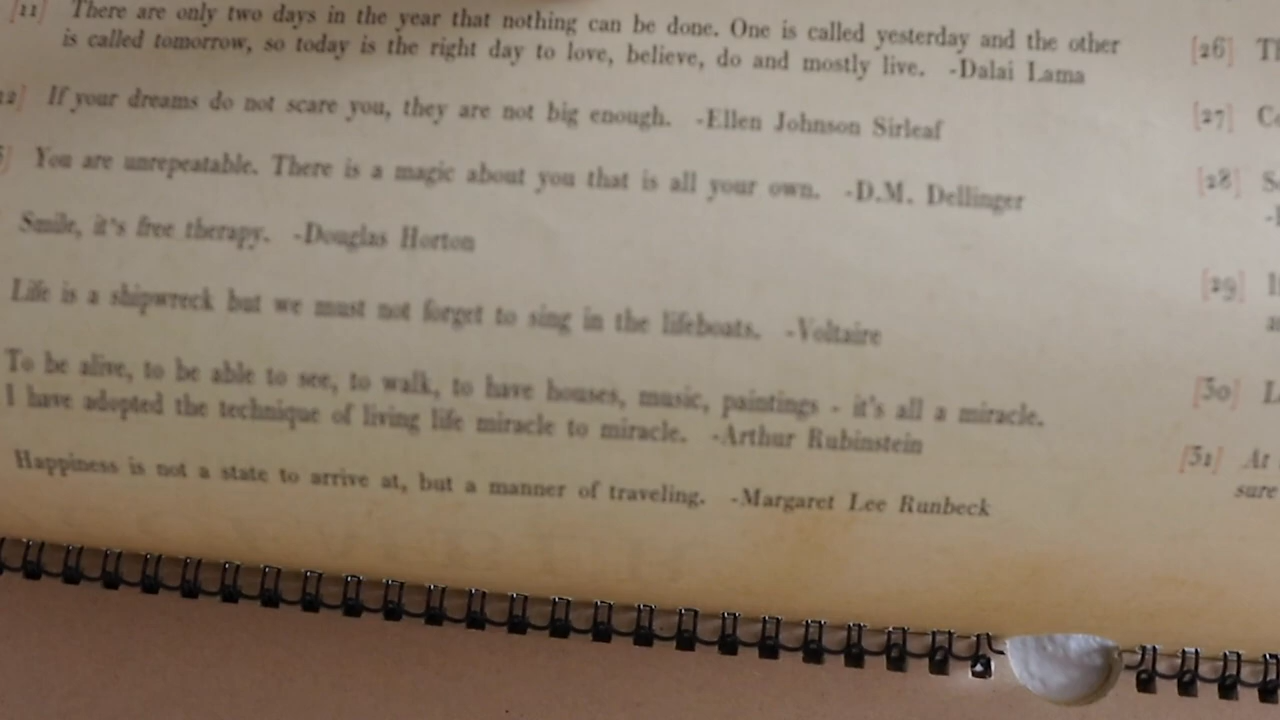 [11] There are only two days in the year that nothing can be done. One is called yesterday and the other
is called tomorrow, so today is the right day to love, believe, do and mostly live. -Dalai Lama
If your dreams do not scare you, they are not big enough. -Ellen Johnson Sirleaf
You are unrepeatable. There is a magic about you that is all your own. -D.M. Dellinger
Smile, it's free therapy. -Douglas Horton
Life is a shipwreck but we must not forget to sing in the lifeboats. -Voltaire
To be alive, to be able to see, to walk, to have houses, music, paintings - it's all a miracle.
I have adopted the technique of living life miracle to miracle. -Arthur Rubinstein
Happiness is not a state to arrive at, but a manner of traveling. -Margaret Lee Runbeck
[26]
[27]
[28]
[29]
[30]
[31] At
sure